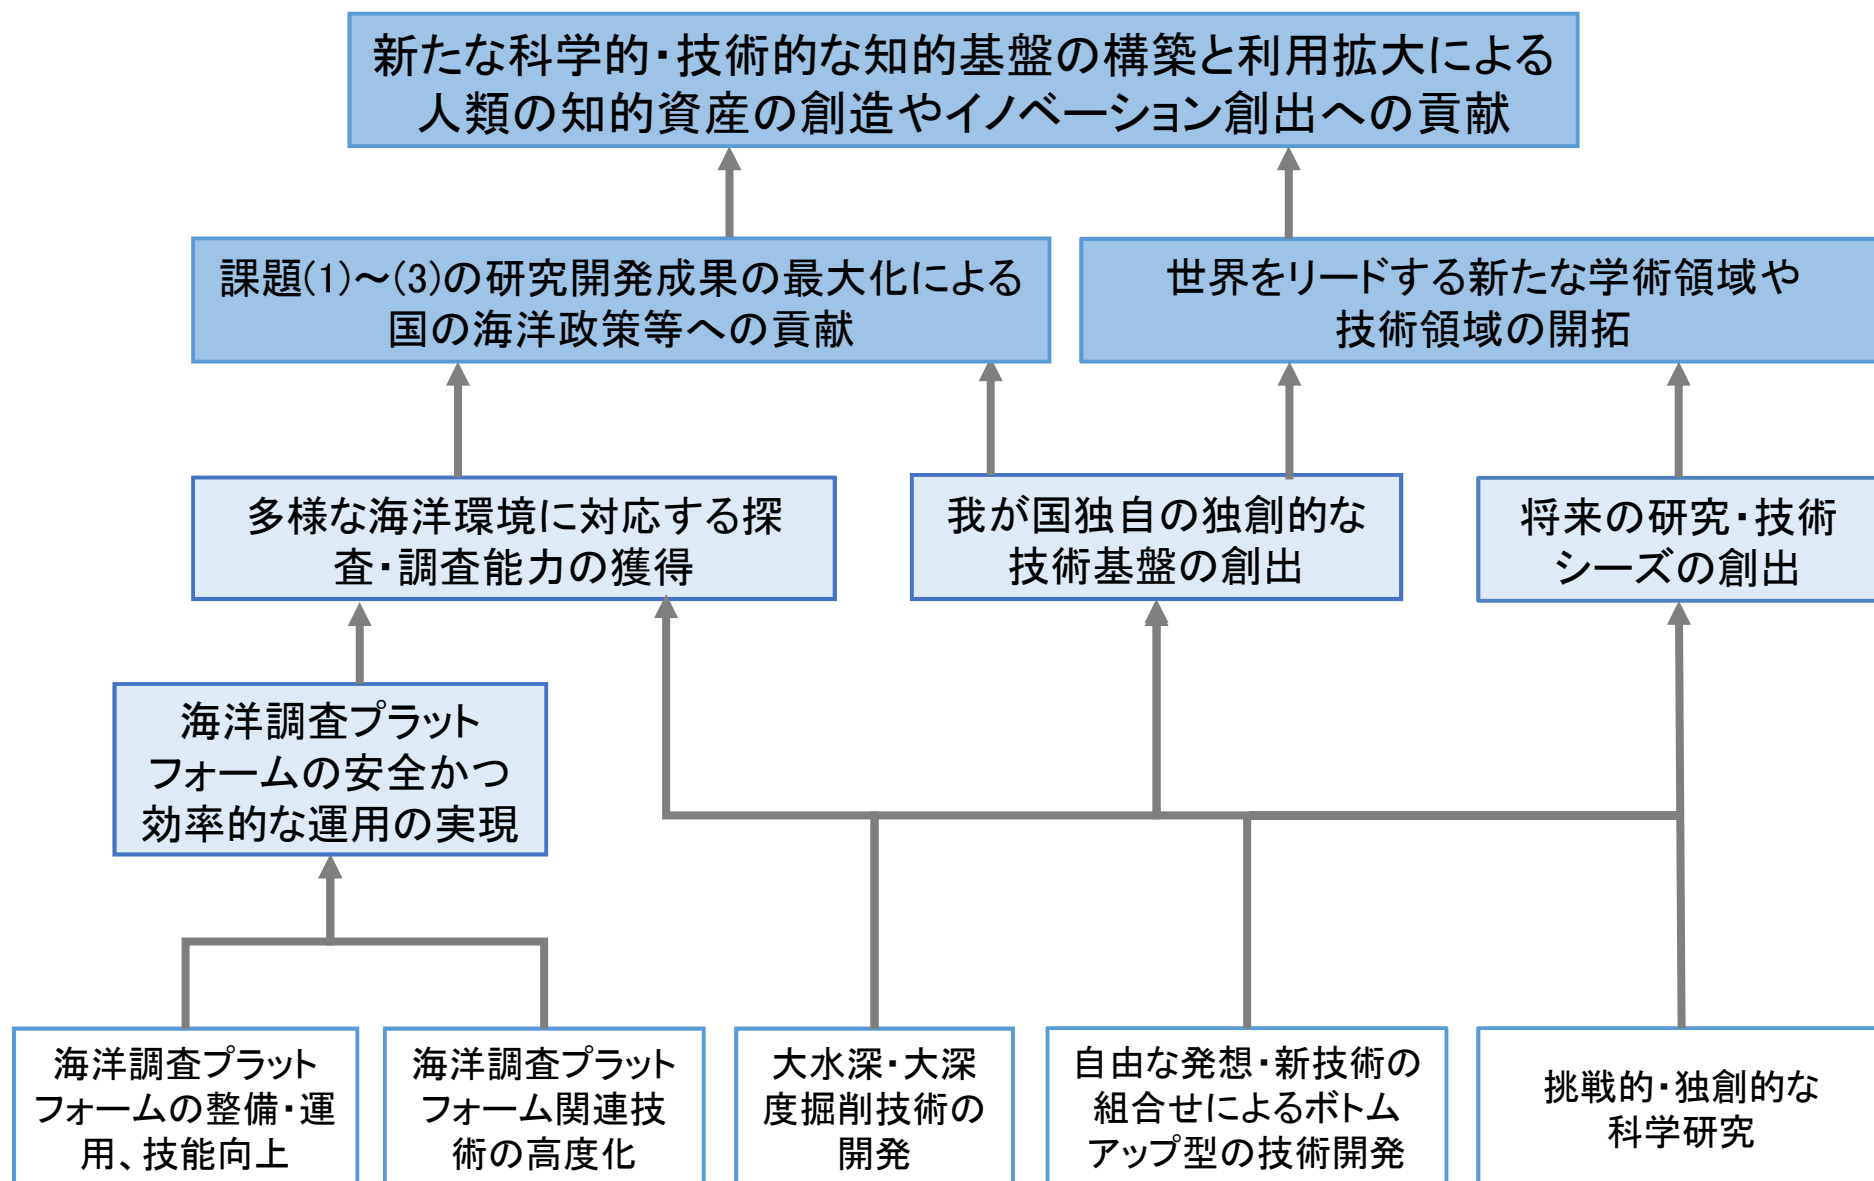 新たな科学的・技術的な知的基盤の構築と利用拡大による
人類の知的資産の創造やイノベーション創出への貢献
課題(1)～(3)の研究開発成果の最大化による
国の海洋政策等への貢献
世界をリードする新たな学術領域や
技術領域の開拓
多様な海洋環境に対応する探
査・調査能力の獲得
我が国独自の独創的な
技術基盤の創出
将来の研究・技術
シーズの創出
海洋調査プラット
フォームの安全かつ
効率的な運用の実現
海洋調査プラット
フォームの整備・運
用、技能向上
海洋調査プラット
フォーム関連技
術の高度化
大水深・大深
度掘削技術の
開発
自由な発想・新技術の
組合せによるボトム
アップ型の技術開発
挑戦的・独創的な
科学研究